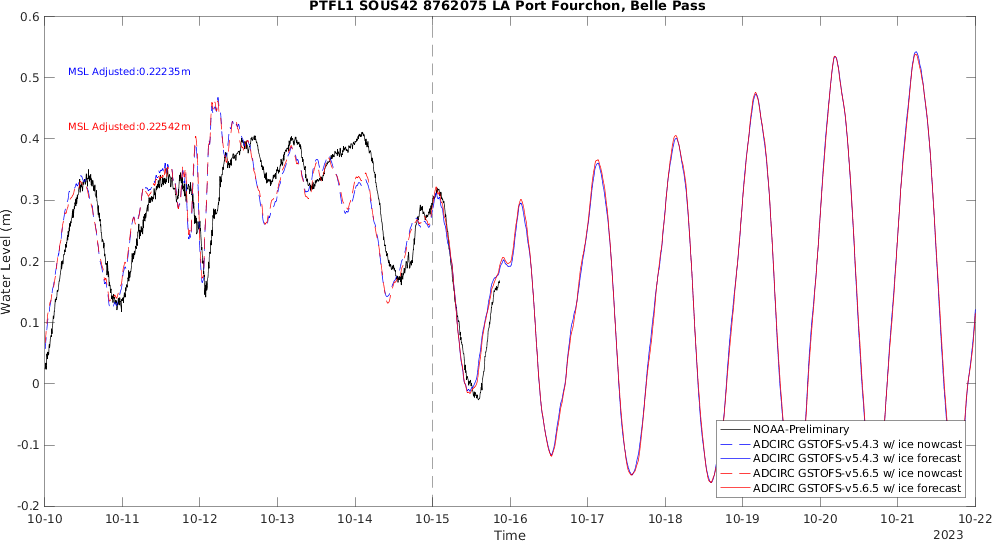 PTFL1 SOUS42 8762075 LA Port Fourchon, Belle Pass
0.6
0.5
0.4
0.3
0.2
0.1
0
-0.1
-0.2
Water Level (m)
MSL Adjusted:0.22235m
MSL Adjusted:0.22542m
NOAA-Preliminary
ADCIRC GSTOFS-v5.4.3 w/ ice nowcast
ADCIRC GSTOFS-v5.4.3 w/ ice forecast
ADCIRC GSTOFS-v5.6.5 w/ ice nowcast
ADCIRC GSTOFS-v5.6.5 w/ ice forecast
10-10 10-11 10-12 10-13 10-14 10-15 10-16 10-17 10-18 10-19 10-20 10-21 10-22
Time
2023